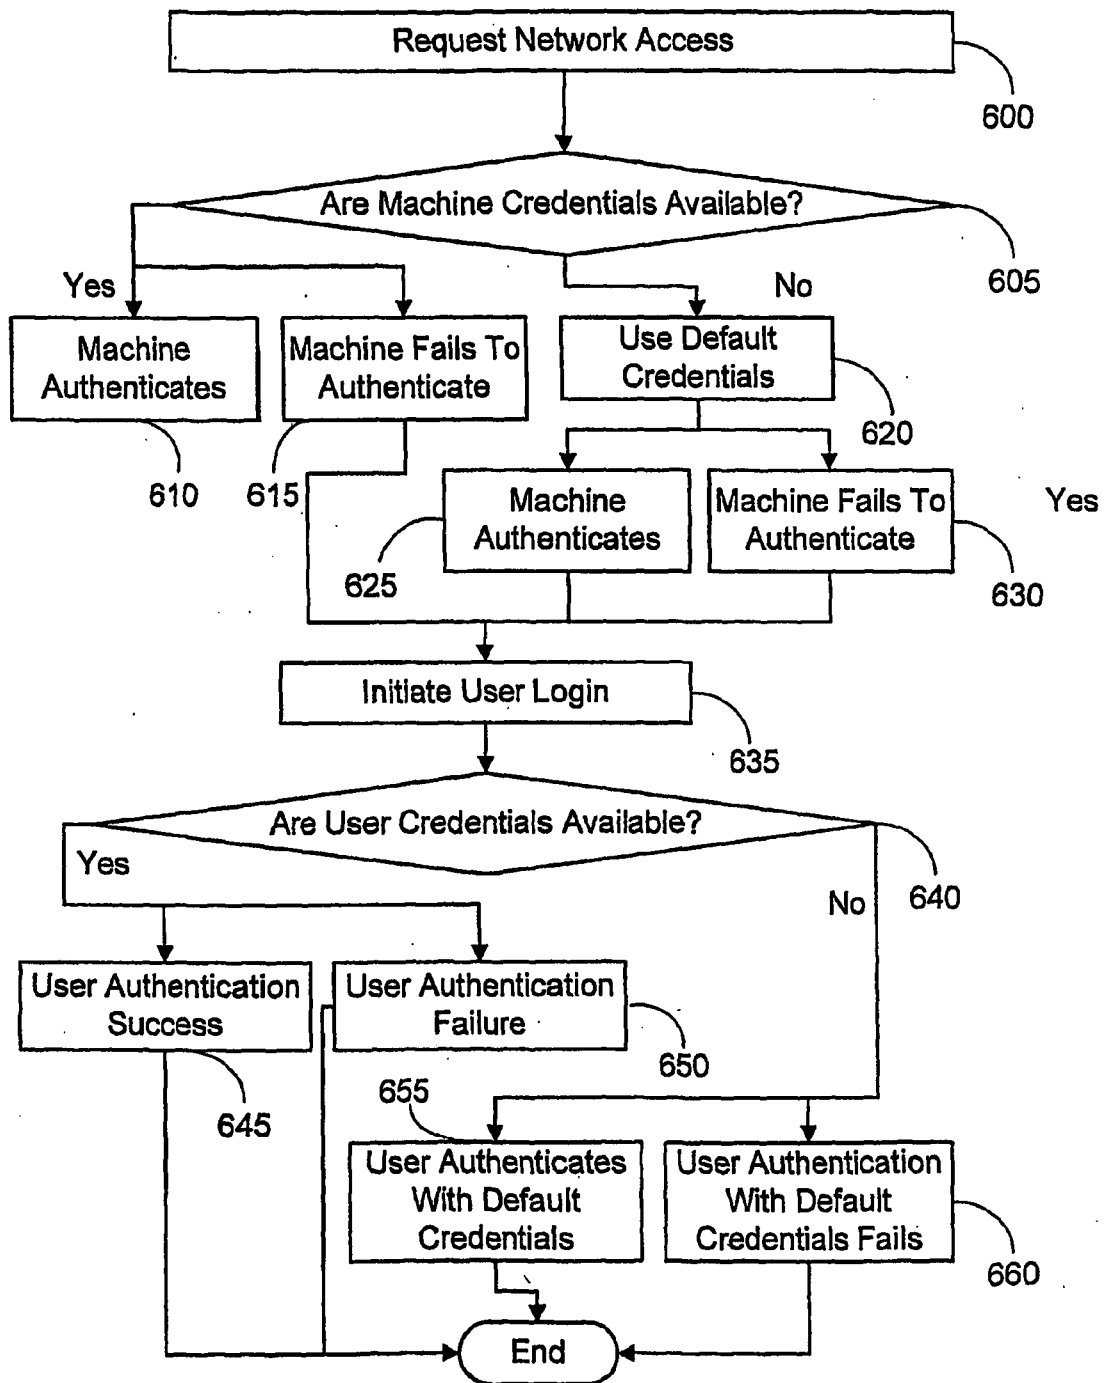 Request Network Access
600
Are Machine Credentials Available?
605
Yes
No
Machine
Authenticates
610
Machine Fails To
Authenticate
615
Use Default
Credentials
620
Machine
Authenticates
625
Machine Fails To
Authenticate
630
Yes
Initiate User Login
635
Are User Credentials Available?
640
Yes
No
User Authentication
Success
645
User Authentication
Failure
650
655
User Authenticates
With Default
Credentials
User Authentication
With Default
Credentials Fails
660
End